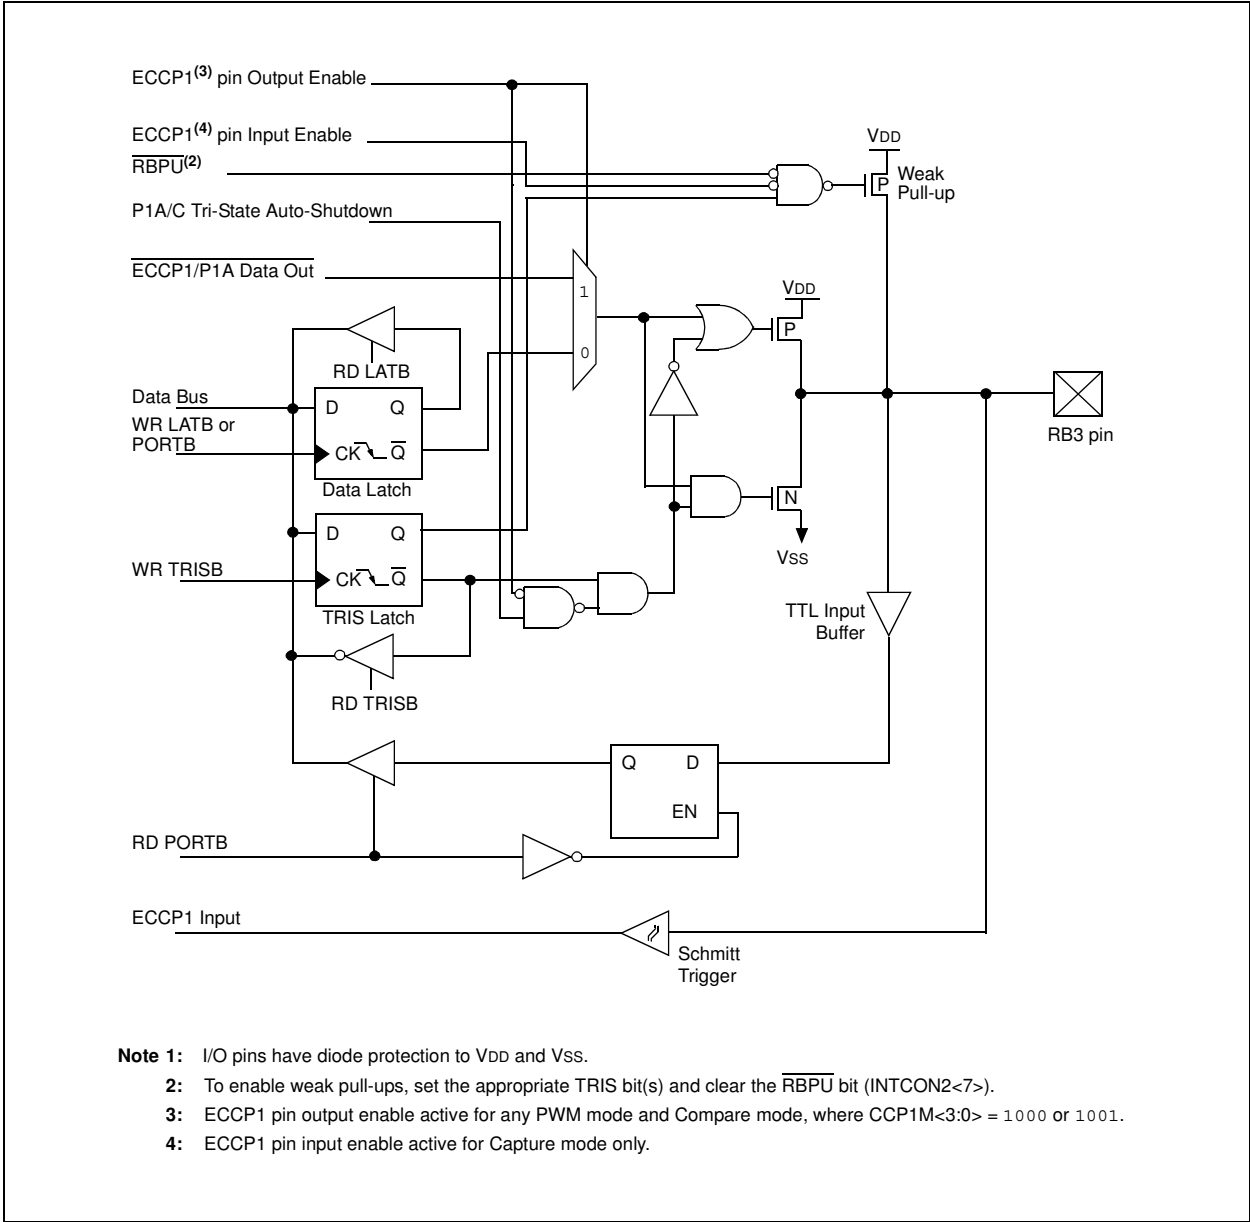 ECCP1(3) pin Output Enable
ECCP1(4) pin Input Enable
RBPU(2)
P1A/C Tri-State Auto-Shutdown
ECCP1/P1A Data Out
VDD
P
Weak
Pull-up
1
0
VDD
P
RD LATB
Data Bus
WR LATB or
PORTB
D
Q
CK
Q
Data Latch
RB3 pin
N
VSS
D
Q
WR TRISB
CK
Q
TRIS Latch
TTL Input
Buffer
RD TRISB
Q
D
EN
RD PORTB
ECCP1 Input
Schmitt
Trigger
Note 1: I/O pins have diode protection to VDD and VSS.
2: To enable weak pull-ups, set the appropriate TRIS bit(s) and clear the RBPU bit (INTCON2<7>).
3: ECCP1 pin output enable active for any PWM mode and Compare mode, where CCP1M<3:0> = 1000 or 1001.
4: ECCP1 pin input enable active for Capture mode only.